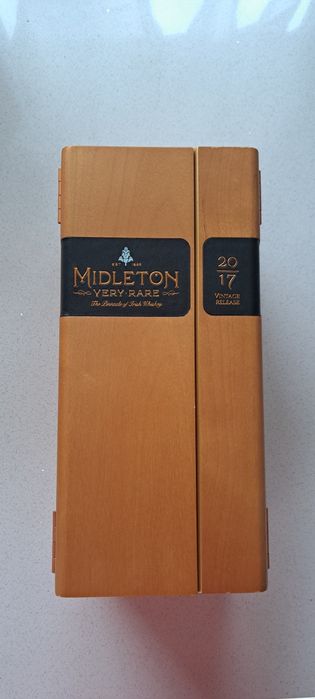 EST 1825
MIDLETON
VERY RARE
The Pinnacle of Irish Whiskey
20
17
VINTAGE
RELEASE